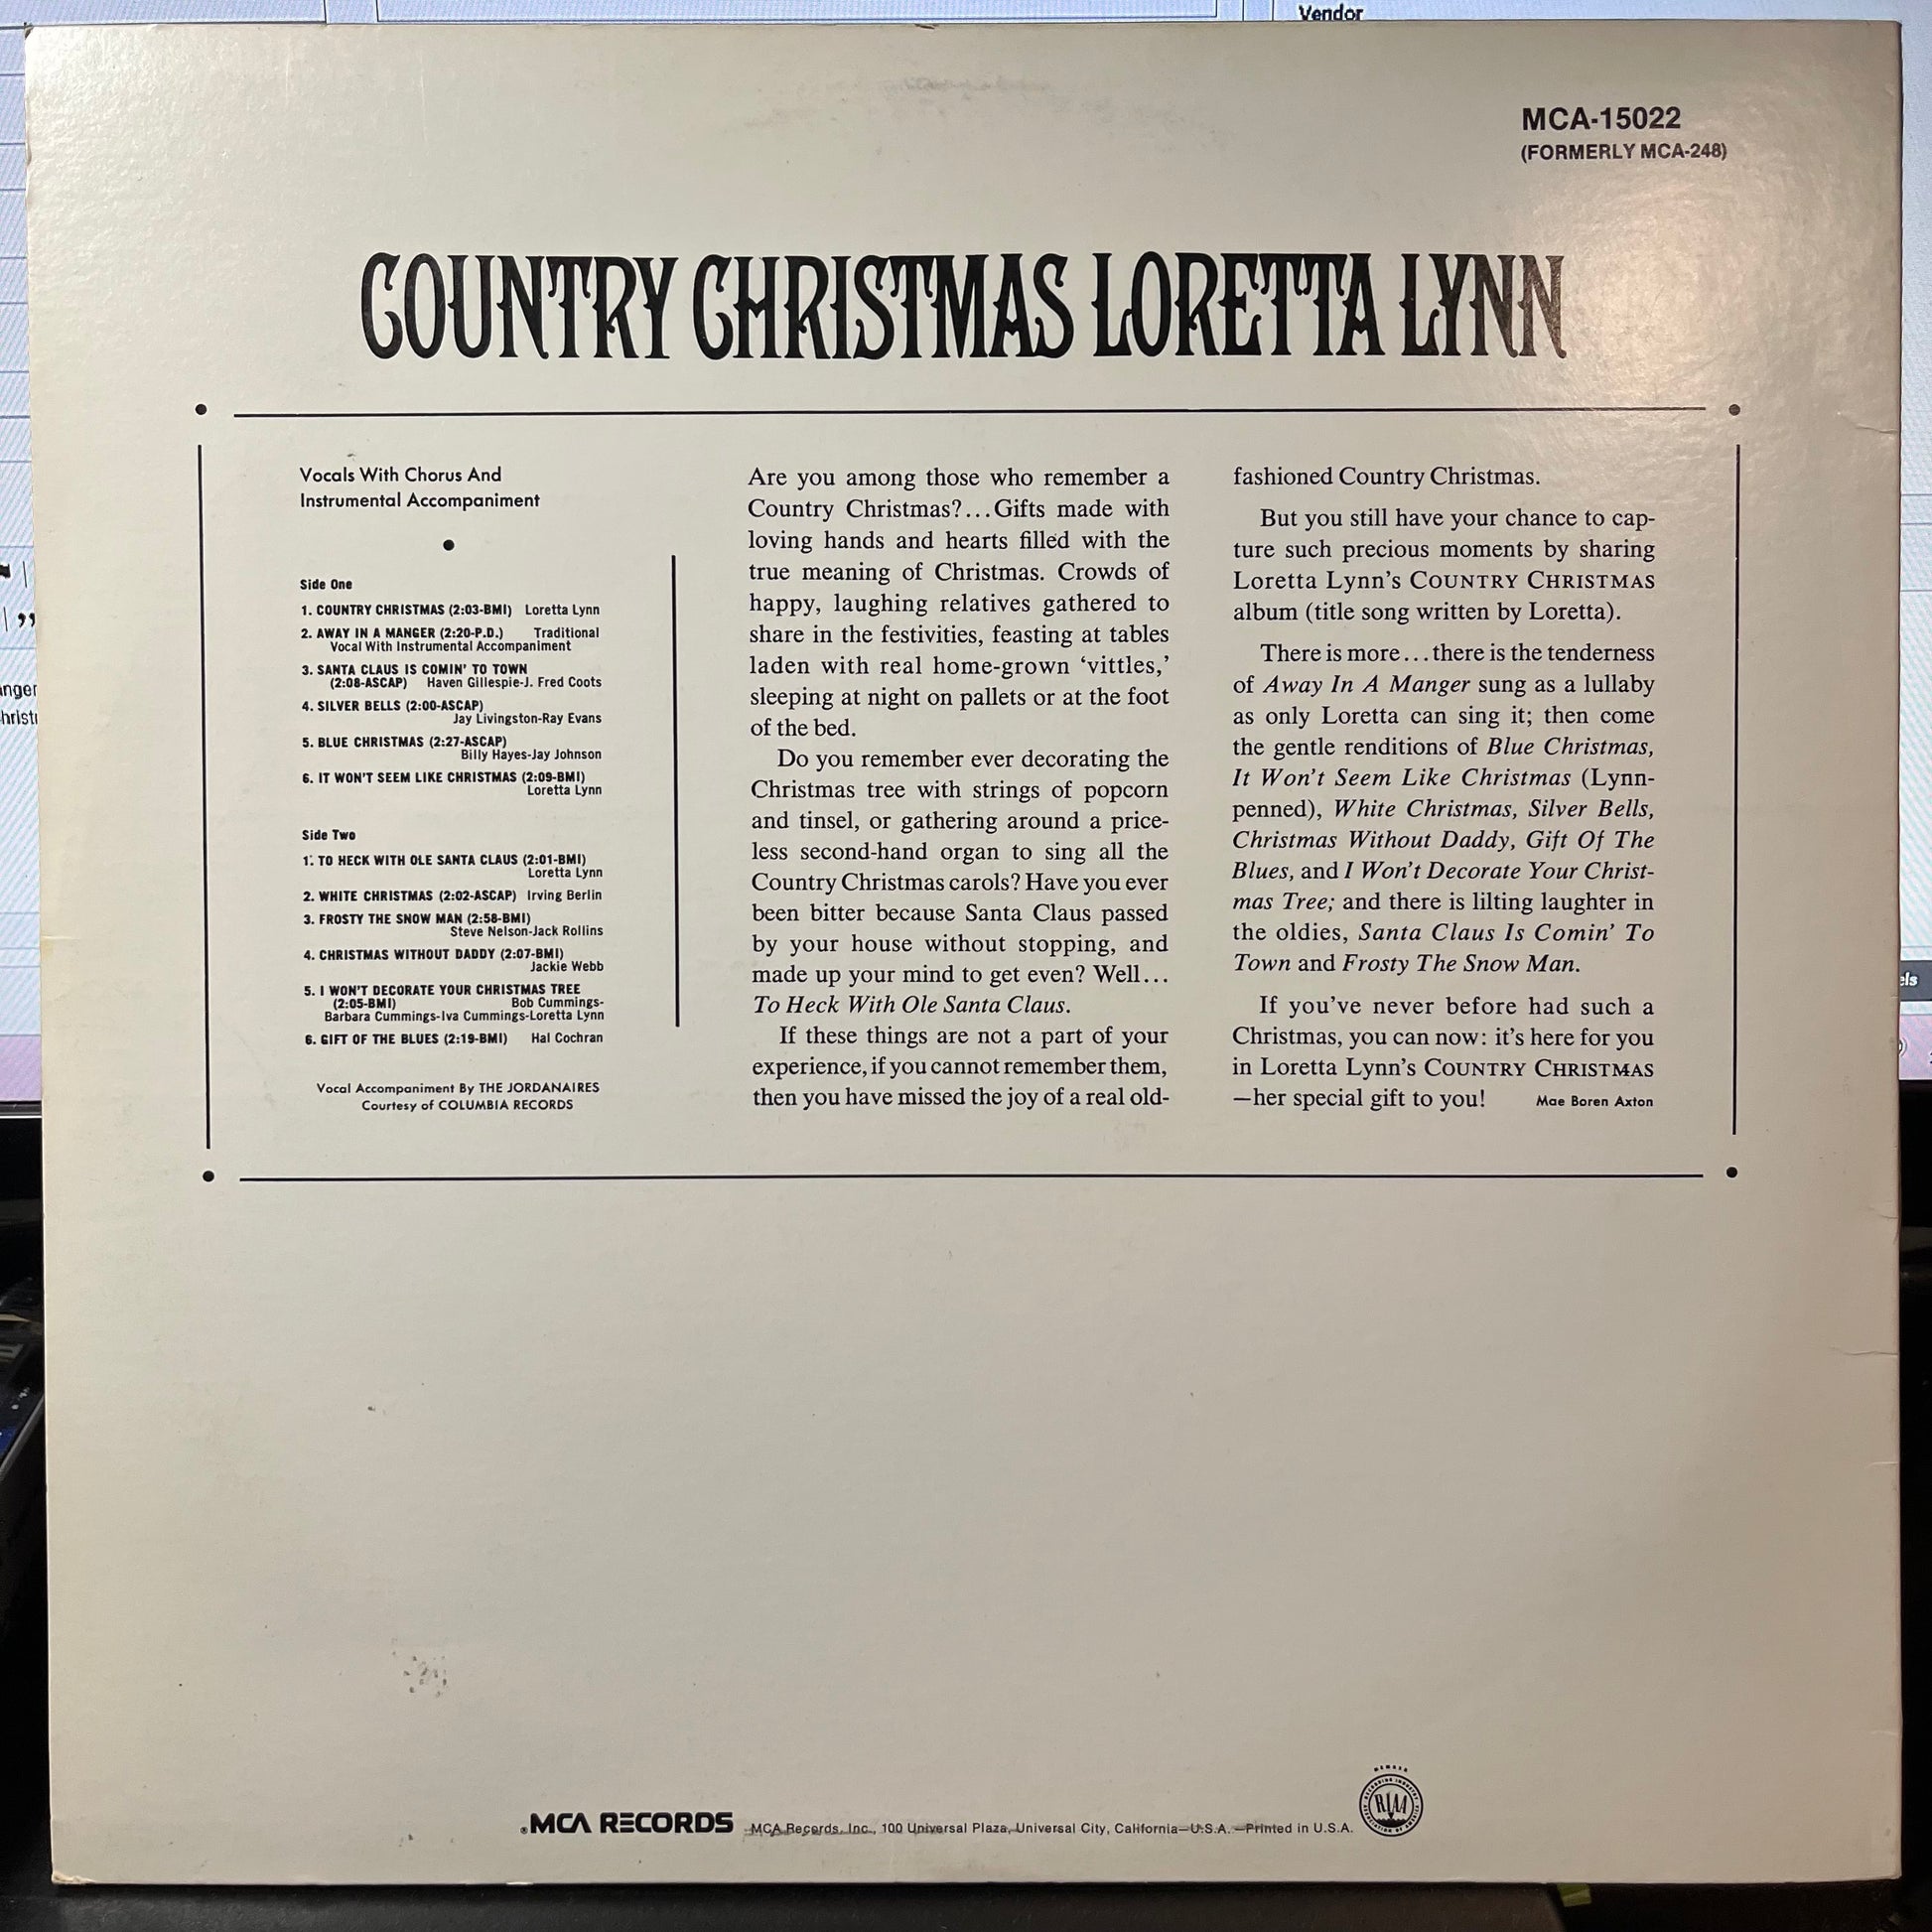 Vendor
MCA-15022
(FORMERLY MCA-248)
COUNTRY CHRISTMAS LORETTA LYNN
Vocals With Chorus And
Instrumental Accompaniment
Side One
1. COUNTRY CHRISTMAS (2:03-BMI) Loretta Lynn
2. AWAY IN A MANGER (2:20-P.D.) Traditional
Vocal With Instrumental Accompaniment
3. SANTA CLAUS IS COMIN' TO TOWN
(2:08-ASCAP) Haven Gillespie-J. Fred Coots
4. SILVER BELLS (2:00-ASCAP)
Jay Livingston-Ray Evans
5. BLUE CHRISTMAS (2:27-ASCAP)
Billy Hayes-Jay Johnson
6. IT WON'T SEEM LIKE CHRISTMAS (2:09-BMI)
Loretta Lynn
Side Two
1. TO HECK WITH OLE SANTA CLAUS (2:01-BMI)
Loretta Lynn
2. WHITE CHRISTMAS (2:02-ASCAP) Irving Berlin
3. FROSTY THE SNOW MAN (2:58-BMI)
Steve Nelson-Jack Rollins
4. CHRISTMAS WITHOUT DADDY (2:07-BMI)
Jackie Webb
5. I WON'T DECORATE YOUR CHRISTMAS TREE
(2:05-BMI) Bob Cummings-
Barbara Cummings-Iva Cummings-Loretta Lynn
6. GIFT OF THE BLUES (2:19-BMI) Hal Cochran
Vocal Accompaniment By THE JORDANAIRES
Courtesy of COLUMBIA RECORDS
Are you among those who remember a
Country Christmas?...Gifts made with
loving hands and hearts filled with the
true meaning of Christmas. Crowds of
happy, laughing relatives gathered to
share in the festivities, feasting at tables
laden with real home-grown ‘vittles,’
sleeping at night on pallets or at the foot
of the bed.
Do you remember ever decorating the
Christmas tree with strings of popcorn
and tinsel, or gathering around a price-
less second-hand organ to sing all the
Country Christmas carols? Have you ever
been bitter because Santa Claus passed
by your house without stopping, and
made up your mind to get even? Well...
To Heck With Ole Santa Claus.
If these things are not a part of your
experience, if you cannot remember them,
then you have missed the joy of a real old-
fashioned Country Christmas.
But you still have your chance to cap-
ture such precious moments by sharing
Loretta Lynn's COUNTRY CHRISTMAS
album (title song written by Loretta).
There is more...there is the tenderness
of Away In A Manger sung as a lullaby
as only Loretta can sing it; then come
the gentle renditions of Blue Christmas,
It Won't Seem Like Christmas (Lynn-
penned), White Christmas, Silver Bells,
Christmas Without Daddy, Gift Of The
Blues, and I Won't Decorate Your Christ-
mas Tree; and there is lilting laughter in
the oldies, Santa Claus Is Comin' To
Town and Frosty The Snow Man.
If you've never before had such a
Christmas, you can now: it's here for you
in Loretta Lynn's COUNTRY CHRISTMAS
—her special gift to you! Mae Boren Axton
MCA RECORDS MCA Records, Inc., 100 Universal Plaza, Universal City, California—U.S.A.—Printed in U.S.A.
RIAA